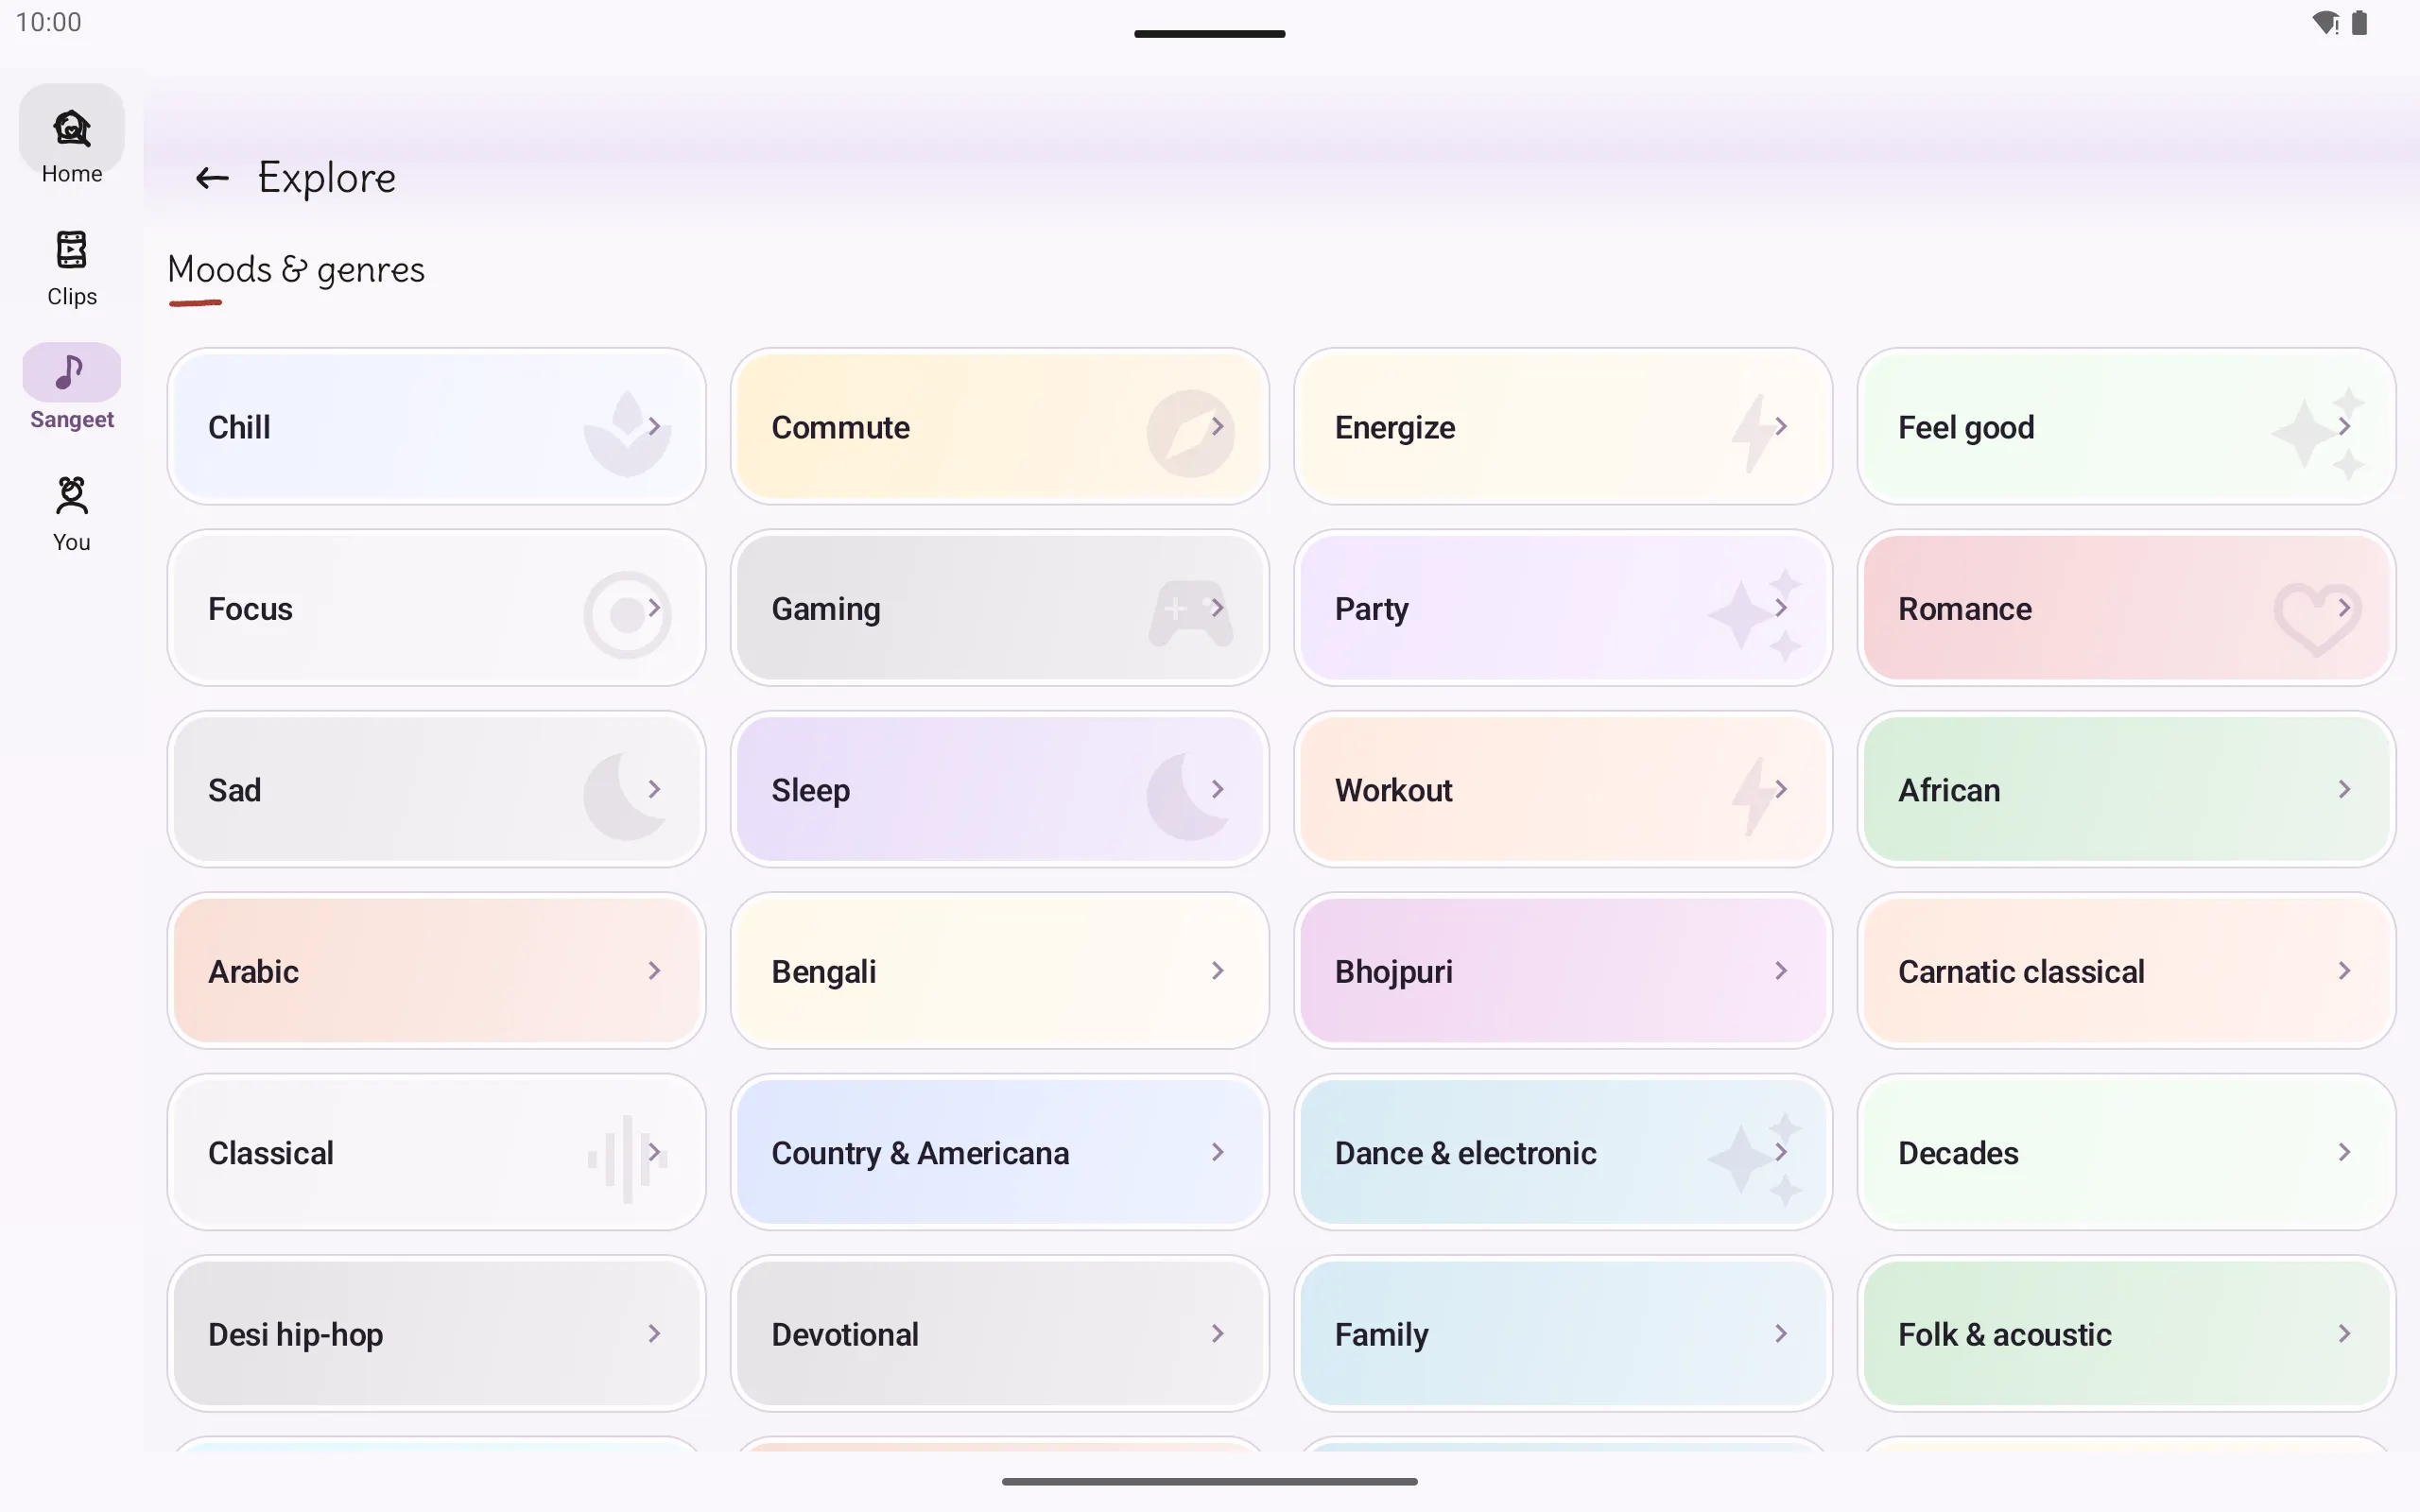 10:00
Home
Clips
Sangeet
You
Explore
Moods & genres
Chill
Commute
Energize
Feel good
Focus
Gaming
Party
Romance
Sad
Sleep
Workout
African
Arabic
Bengali
Bhojpuri
Carnatic classical
Classical
Country & Americana
Dance & electronic
Decades
Desi hip-hop
Devotional
Family
Folk & acoustic